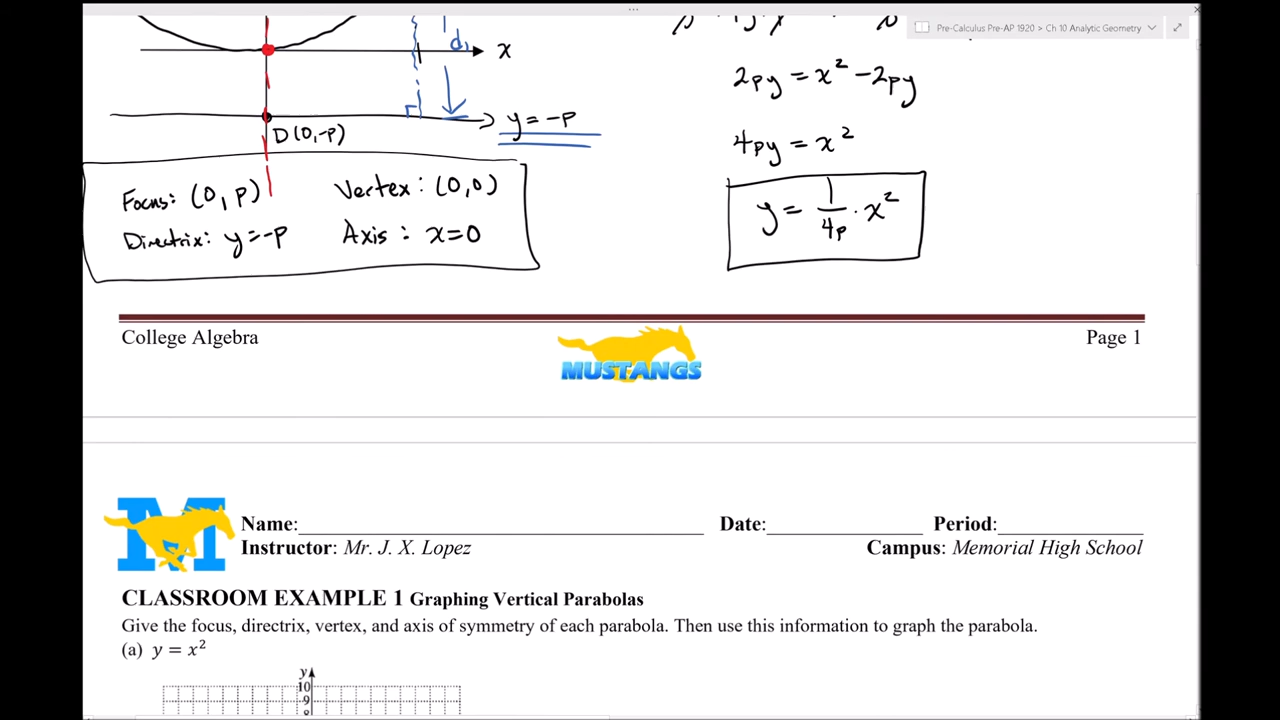 Pre-Calculus Pre-AP 1920 > Ch 10 Analytic Geometry
d₁
x
y = -p
D(0,-p)
Focus: (0, p)
Vertex: (0,0)
Directrix: y=-p
Axis: x=0
2py = x² - 2py
4py = x²
y = 1/4p · x²
College Algebra
MUSTANGS
Page 1
M
Name:
Date:
Period:
Instructor: Mr. J. X. Lopez
Campus: Memorial High School
CLASSROOM EXAMPLE 1 Graphing Vertical Parabolas
Give the focus, directrix, vertex, and axis of symmetry of each parabola. Then use this information to graph the parabola.
(a) y = x²
y
10
9